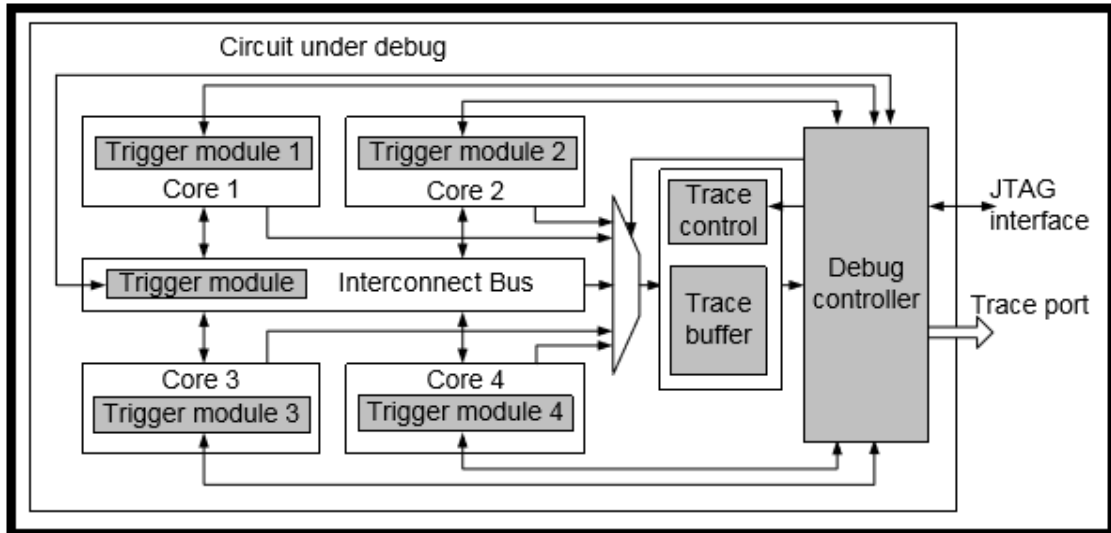 Circuit under debug
Trigger module 1
Core 1
Trigger module 2
Core 2
Trigger module
Interconnect Bus
Core 3
Trigger module 3
Core 4
Trigger module 4
Trace
control
Trace
buffer
Debug
controller
JTAG
interface
Trace port